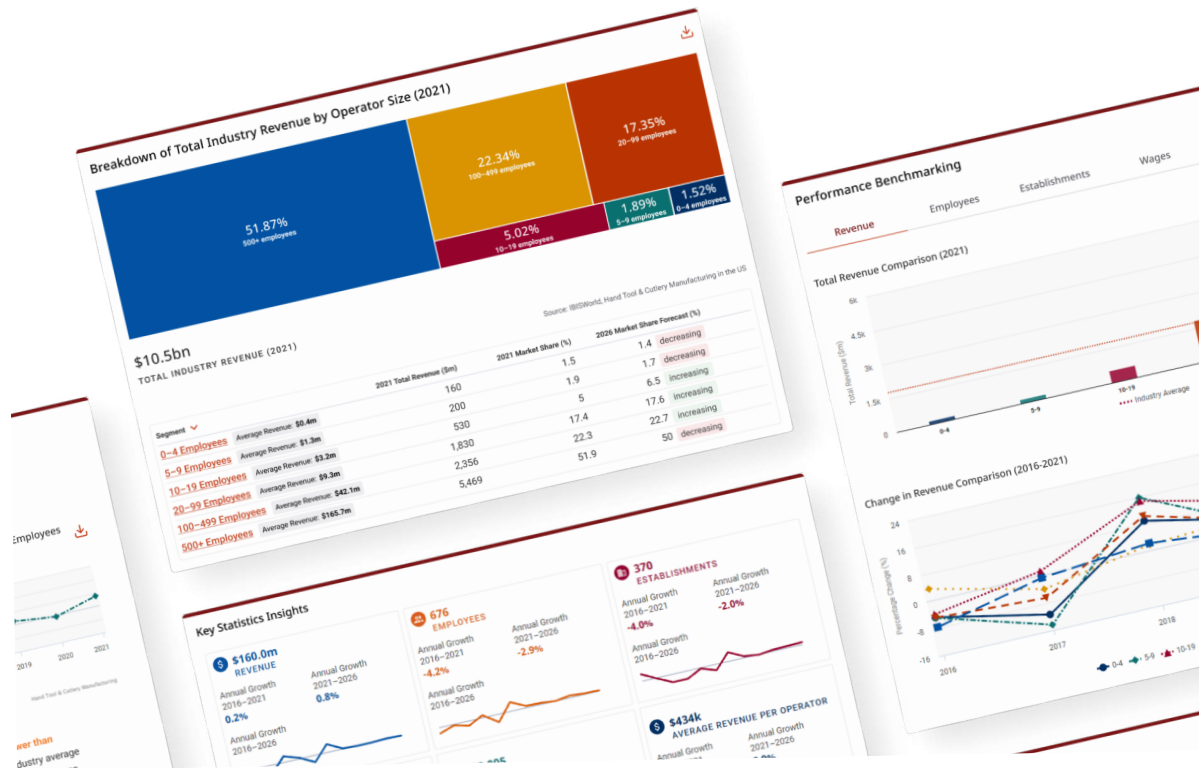 Breakdown of Total Industry Revenue by Operator Size (2021)
51.87%
500+ employees
22.34%
100–499 employees
17.35%
20–99 employees
5.02%
10–19 employees
1.89%
5–9 employees
1.52%
0–4 employees
Source: IBISWorld, Hand Tool & Cutlery Manufacturing in the US
$10.5bn
TOTAL INDUSTRY REVENUE (2021)
Segment 2021 Total Revenue ($m) 2021 Market Share (%) 2026 Market Share Forecast (%)
0–4 Employees Average Revenue: $0.4m 160 1.5 1.4 decreasing
5–9 Employees Average Revenue: $1.3m 200 1.9 1.7 decreasing
10–19 Employees Average Revenue: $3.2m 530 5 6.5 increasing
20–99 Employees Average Revenue: $9.3m 1,830 17.4 17.6 increasing
100–499 Employees Average Revenue: $42.1m 2,356 22.3 22.7 increasing
500+ Employees Average Revenue: $165.7m 5,469 51.9 50 decreasing
Performance Benchmarking
Revenue Employees Establishments Wages
Total Revenue Comparison (2021)
Total Revenue ($m)
6k
4.5k
3k
1.5k
0
0-4 5-9 10-19
Industry Average
Change in Revenue Comparison (2016-2021)
Percentage Change (%)
24
16
8
0
-8
-16
2016 2017 2018
0-4 5-9 10-19
Employees
2019 2020 2021
Hand Tool & Cutlery Manufacturing
wer than
dustry average
Key Statistics Insights
$160.0m
REVENUE
Annual Growth
2016–2021
0.2%
Annual Growth
2021–2026
0.8%
Annual Growth
2016–2026
676
EMPLOYEES
Annual Growth
2016–2021
-4.2%
Annual Growth
2021–2026
-2.9%
Annual Growth
2016–2026
370
ESTABLISHMENTS
Annual Growth
2016–2021
-4.0%
Annual Growth
2021–2026
-2.0%
Annual Growth
2016–2026
$434k
AVERAGE REVENUE PER OPERATOR
Annual Growth
Annual Growth